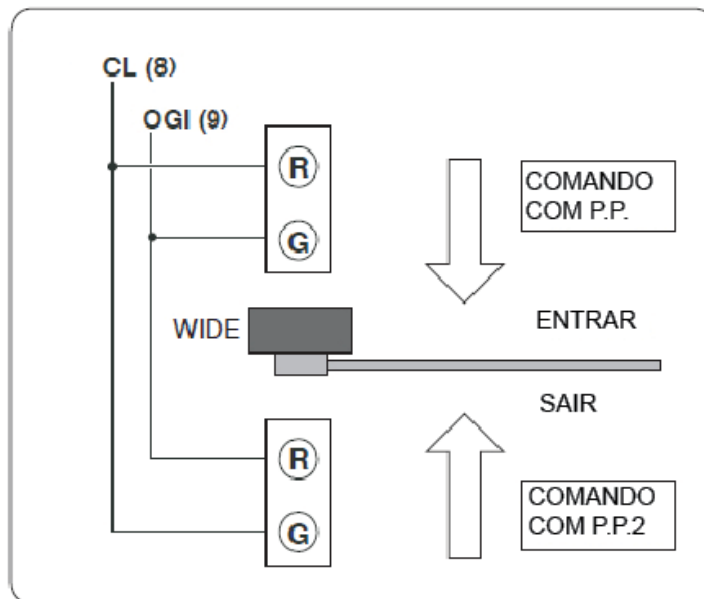 CL (8)
OGI (9)
R
G
COMANDO
COM P.P.
WIDE
ENTRAR
SAIR
R
G
COMANDO
COM P.P.2